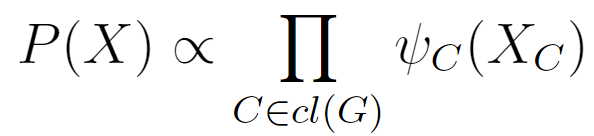 P(X) ∝ ∏_{C∈cl(G)} ψ_C(X_C)